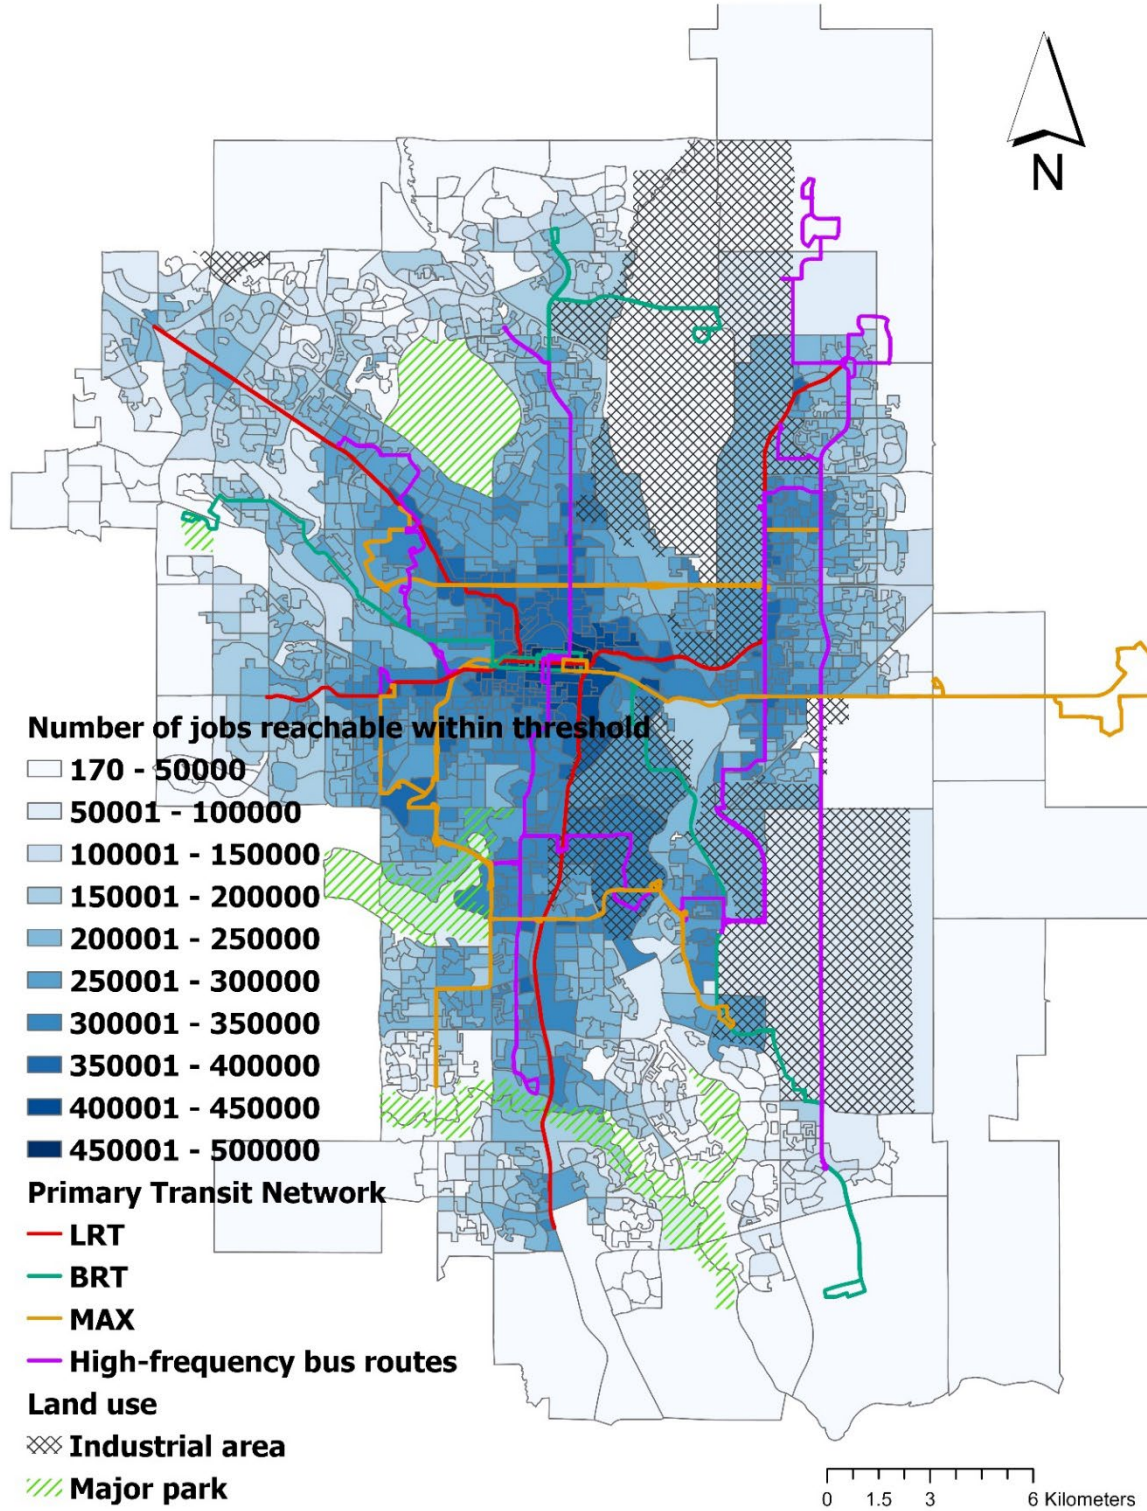 N
Number of jobs reachable within threshold
170 - 50000
50001 - 100000
100001 - 150000
150001 - 200000
200001 - 250000
250001 - 300000
300001 - 350000
350001 - 400000
400001 - 450000
450001 - 500000
Primary Transit Network
LRT
BRT
MAX
High-frequency bus routes
Land use
Industrial area
Major park
0 1.5 3 6 Kilometers